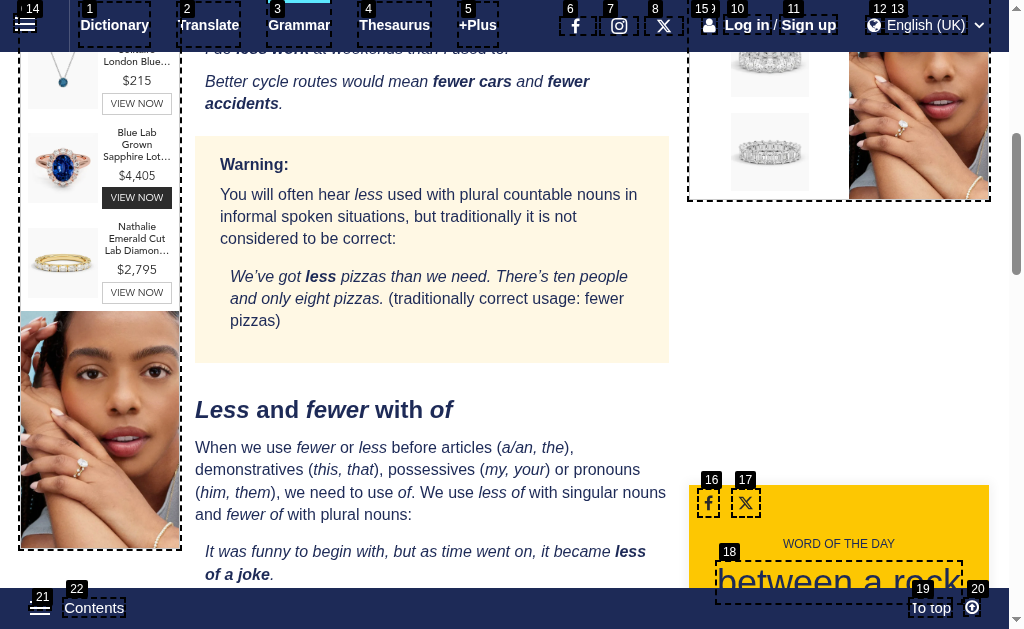 14
1
2
3
4
5
6
7
8
15
9
10
11
12
13
Dictionary
Translate
Grammar
Thesaurus
+Plus
Log in / Sign up
English (UK)
London Blue...
$215
VIEW NOW
Blue Lab
Grown
Sapphire Lot...
$4,405
VIEW NOW
Nathalie
Emerald Cut
Lab Diamon...
$2,795
VIEW NOW
Better cycle routes would mean fewer cars and fewer
accidents.
Warning:
You will often hear less used with plural countable nouns in
informal spoken situations, but traditionally it is not
considered to be correct:
We've got less pizzas than we need. There's ten people
and only eight pizzas. (traditionally correct usage: fewer
pizzas)
Less and fewer with of
When we use fewer or less before articles (a/an, the),
demonstratives (this, that), possessives (my, your) or pronouns
(him, them), we need to use of. We use less of with singular nouns
and fewer of with plural nouns:
It was funny to begin with, but as time went on, it became less
of a joke.
16
17
WORD OF THE DAY
18
between a rock
21
22
Contents
19
20
To top